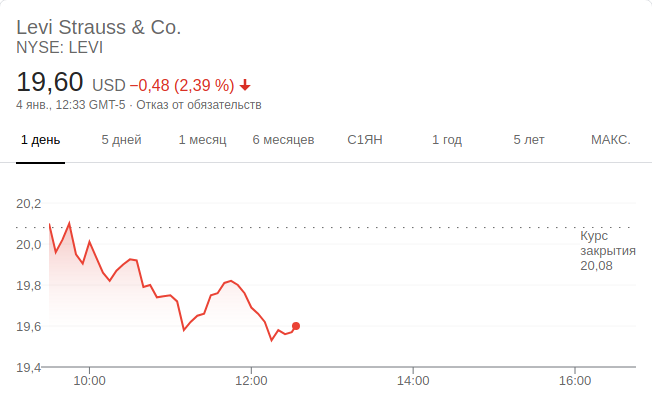 Levi Strauss & Co.
NYSE: LEVI
19,60 USD −0,48 (2,39 %)
4 янв., 12:33 GMT-5 · Отказ от обязательств
1 день 5 дней 1 месяц 6 месяцев С1ЯН 1 год 5 лет МАКС.
20,2
Курс
закрытия
20,08
20,0
19,8
19,6
19,4
10:00 12:00 14:00 16:00